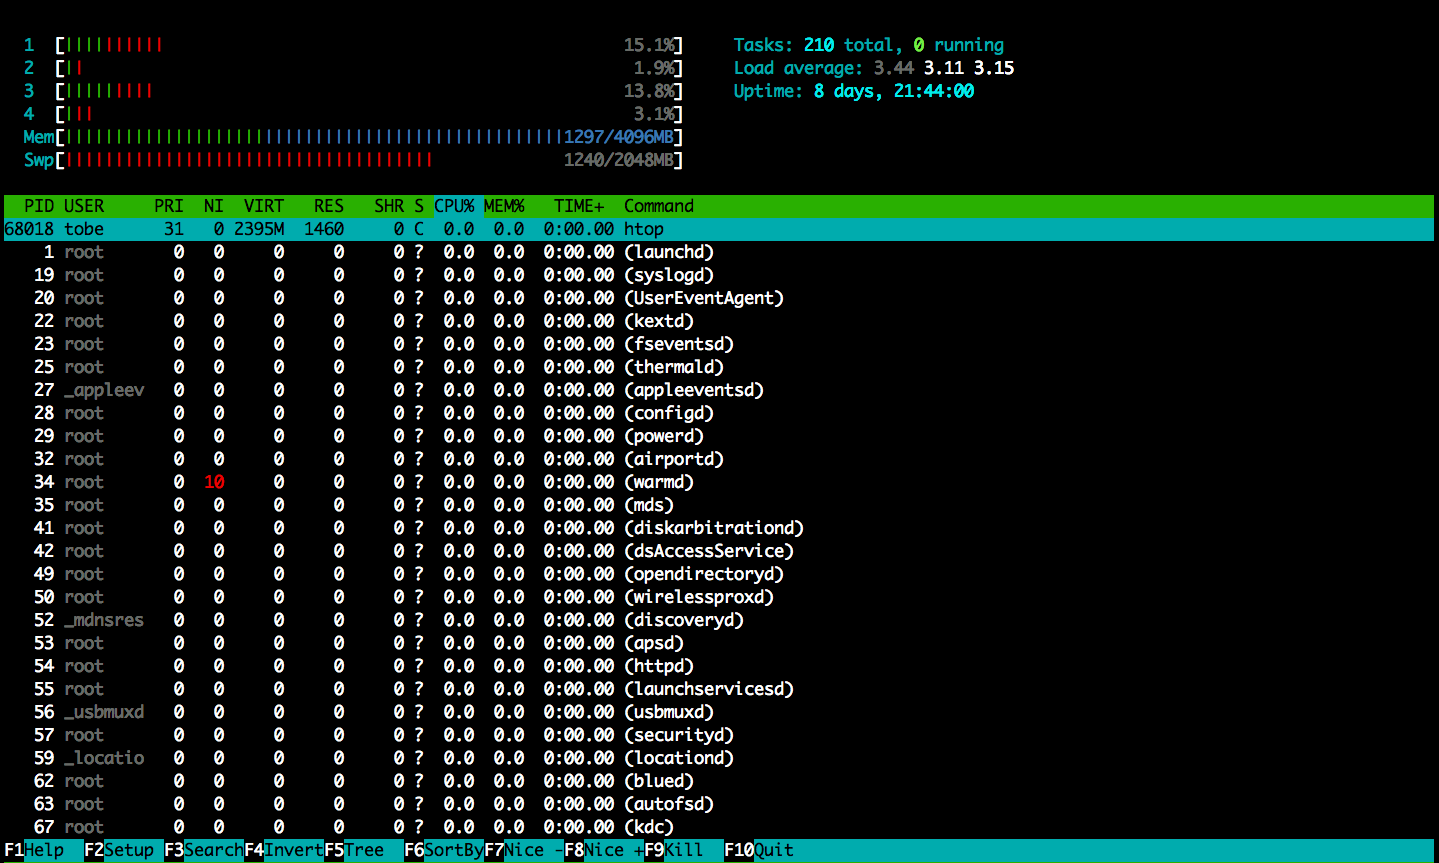 1 [|||||||||| 15.1%] Tasks: 210 total, 0 running
2 [|| 1.9%] Load average: 3.44 3.11 3.15
3 [||||||||| 13.8%] Uptime: 8 days, 21:44:00
4 [||| 3.1%]
Mem[||||||||||||||||||||||||||||||||||||||||||||||||||1297/4096MB]
Swp[||||||||||||||||||||||||||||||||||||| 1240/2048MB]
PID USER PRI NI VIRT RES SHR S CPU% MEM% TIME+ Command
68018 tobe 31 0 2395M 1460 0 C 0.0 0.0 0:00.00 htop
1 root 0 0 0 0 0 ? 0.0 0.0 0:00.00 (launchd)
19 root 0 0 0 0 0 ? 0.0 0.0 0:00.00 (syslogd)
20 root 0 0 0 0 0 ? 0.0 0.0 0:00.00 (UserEventAgent)
22 root 0 0 0 0 0 ? 0.0 0.0 0:00.00 (kextd)
23 root 0 0 0 0 0 ? 0.0 0.0 0:00.00 (fseventsd)
25 root 0 0 0 0 0 ? 0.0 0.0 0:00.00 (thermald)
27 _appleev 0 0 0 0 0 ? 0.0 0.0 0:00.00 (appleeventsd)
28 root 0 0 0 0 0 ? 0.0 0.0 0:00.00 (configd)
29 root 0 0 0 0 0 ? 0.0 0.0 0:00.00 (powerd)
32 root 0 0 0 0 0 ? 0.0 0.0 0:00.00 (airportd)
34 root 0 10 0 0 0 ? 0.0 0.0 0:00.00 (warmd)
35 root 0 0 0 0 0 ? 0.0 0.0 0:00.00 (mds)
41 root 0 0 0 0 0 ? 0.0 0.0 0:00.00 (diskarbitrationd)
42 root 0 0 0 0 0 ? 0.0 0.0 0:00.00 (dsAccessService)
49 root 0 0 0 0 0 ? 0.0 0.0 0:00.00 (opendirectoryd)
50 root 0 0 0 0 0 ? 0.0 0.0 0:00.00 (wirelessproxd)
52 _mdnsres 0 0 0 0 0 ? 0.0 0.0 0:00.00 (discoveryd)
53 root 0 0 0 0 0 ? 0.0 0.0 0:00.00 (apsd)
54 root 0 0 0 0 0 ? 0.0 0.0 0:00.00 (httpd)
55 root 0 0 0 0 0 ? 0.0 0.0 0:00.00 (launchservicesd)
56 _usbmuxd 0 0 0 0 0 ? 0.0 0.0 0:00.00 (usbmuxd)
57 root 0 0 0 0 0 ? 0.0 0.0 0:00.00 (securityd)
59 _locatio 0 0 0 0 0 ? 0.0 0.0 0:00.00 (locationd)
62 root 0 0 0 0 0 ? 0.0 0.0 0:00.00 (blued)
63 root 0 0 0 0 0 ? 0.0 0.0 0:00.00 (autofsd)
67 root 0 0 0 0 0 ? 0.0 0.0 0:00.00 (kdc)
F1Help F2Setup F3SearchF4InvertF5Tree F6SortByF7Nice -F8Nice +F9Kill F10Quit